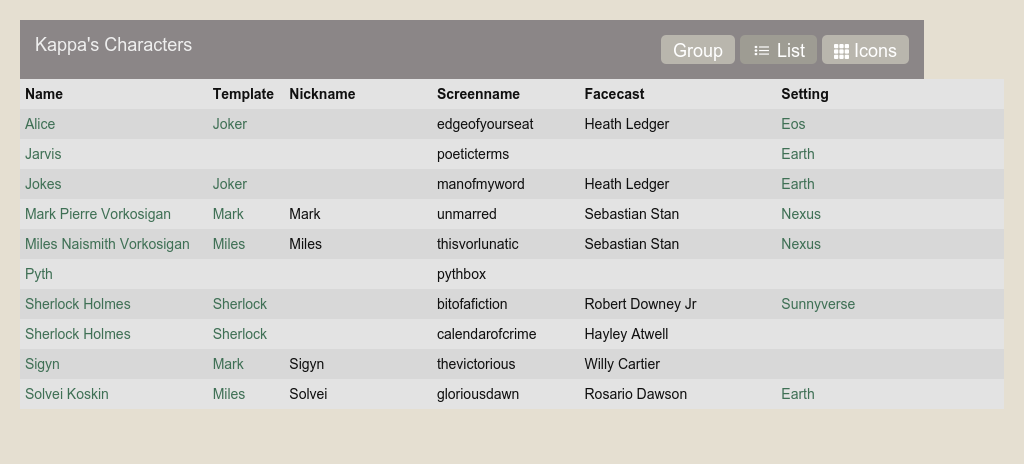 Kappa's Characters
Group List Icons
Name Template Nickname Screenname Facecast Setting
Alice Joker edgeofyourseat Heath Ledger Eos
Jarvis poeticterms Earth
Jokes Joker manofmyword Heath Ledger Earth
Mark Pierre Vorkosigan Mark Mark unmarred Sebastian Stan Nexus
Miles Naismith Vorkosigan Miles Miles thisvorlunatic Sebastian Stan Nexus
Pyth pythbox
Sherlock Holmes Sherlock bitofafiction Robert Downey Jr Sunnyverse
Sherlock Holmes Sherlock calendarofcrime Hayley Atwell
Sigyn Mark Sigyn thevictorious Willy Cartier
Solvei Koskin Miles Solvei gloriousdawn Rosario Dawson Earth